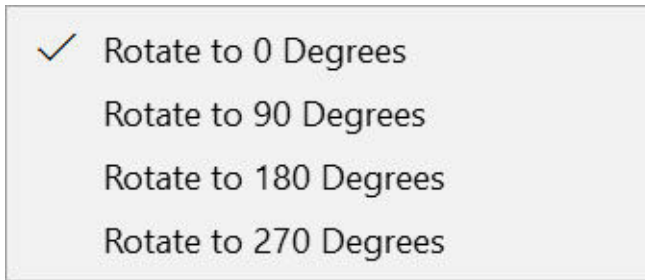 Rotate to 0 Degrees
Rotate to 90 Degrees
Rotate to 180 Degrees
Rotate to 270 Degrees